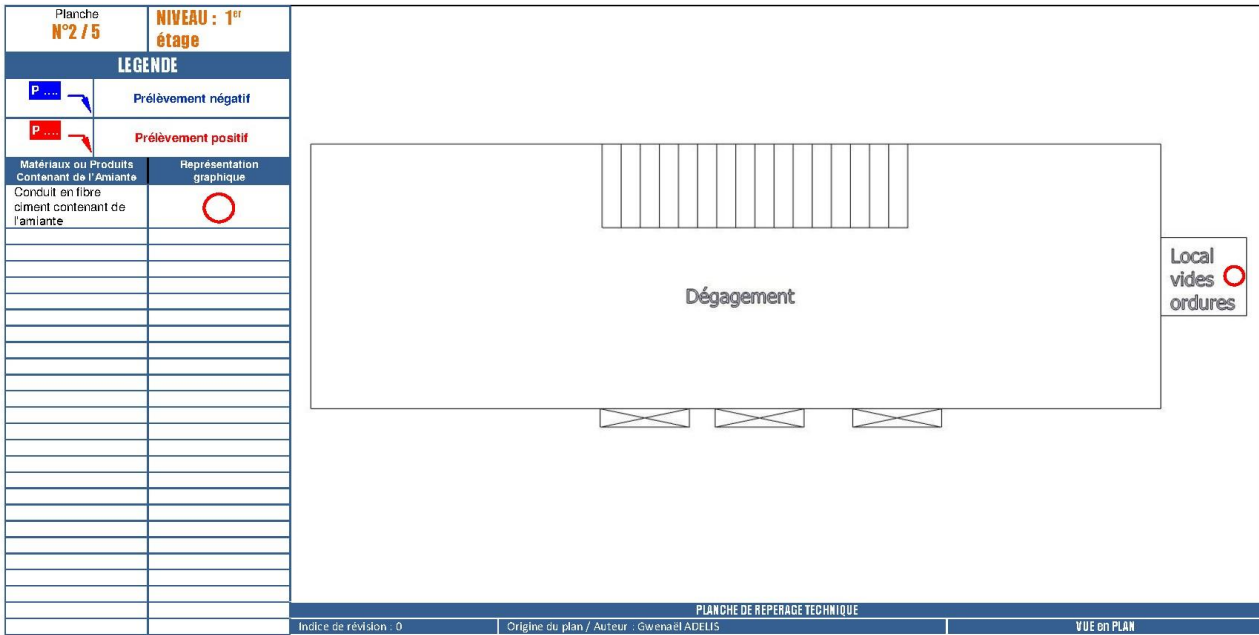 Planche
N°2 / 5
NIVEAU : 1er
étage
LEGENDE
P ....
Prélèvement négatif
P ....
Prélèvement positif
Matériaux ou Produits
Contenant de l'Amiante
Représentation
graphique
Conduit en fibre
ciment contenant de
l'amiante
Dégagement
Local
vides
ordures
PLANCHE DE REPERAGE TECHNIQUE
Indice de révision : 0
Origine du plan / Auteur : Gwenaël ADELIS
VUE en PLAN